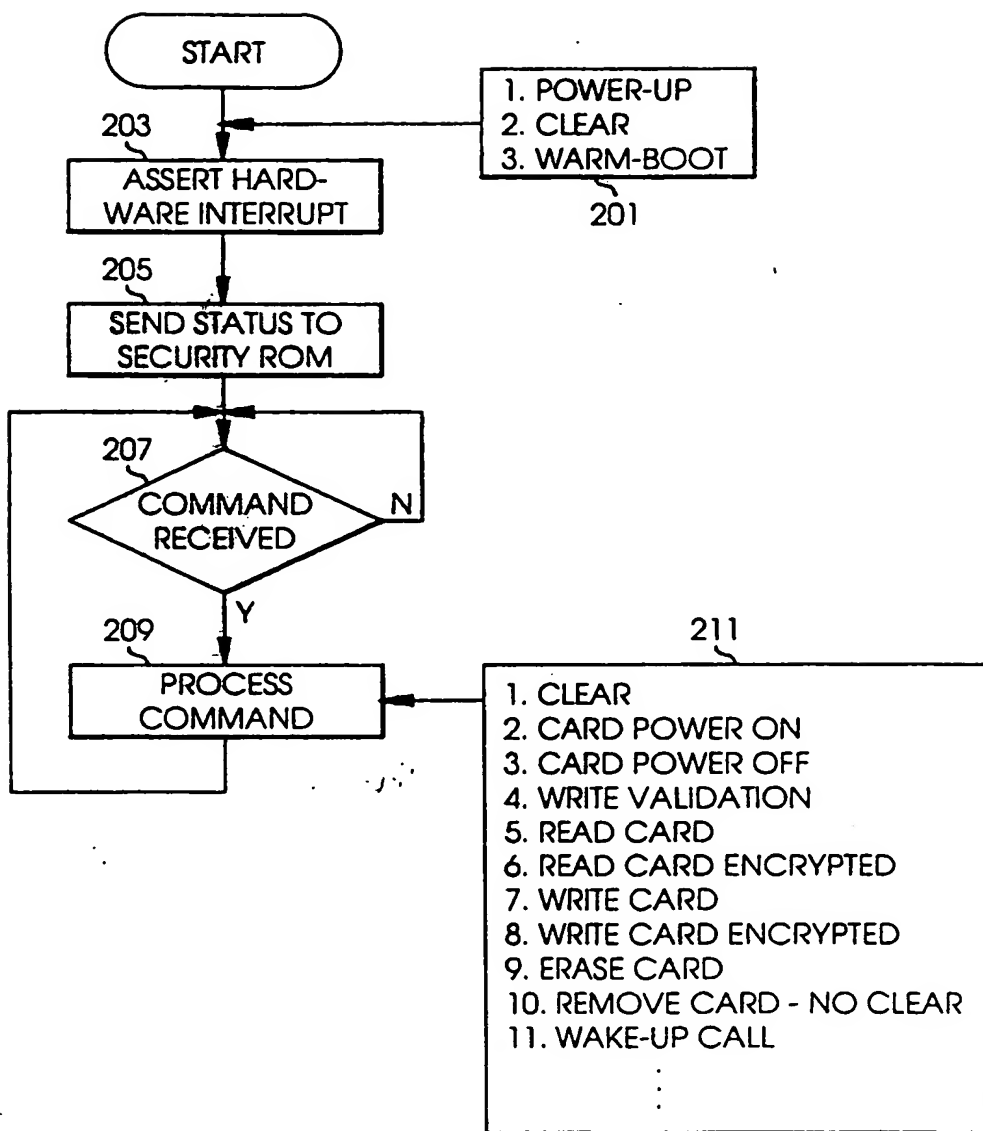 START
1. POWER-UP
2. CLEAR
3. WARM-BOOT
201
203
ASSERT HARD-
WARE INTERRUPT
205
SEND STATUS TO
SECURITY ROM
207
COMMAND
RECEIVED
N
Y
209
PROCESS
COMMAND
211
1. CLEAR
2. CARD POWER ON
3. CARD POWER OFF
4. WRITE VALIDATION
5. READ CARD
6. READ CARD ENCRYPTED
7. WRITE CARD
8. WRITE CARD ENCRYPTED
9. ERASE CARD
10. REMOVE CARD - NO CLEAR
11. WAKE-UP CALL